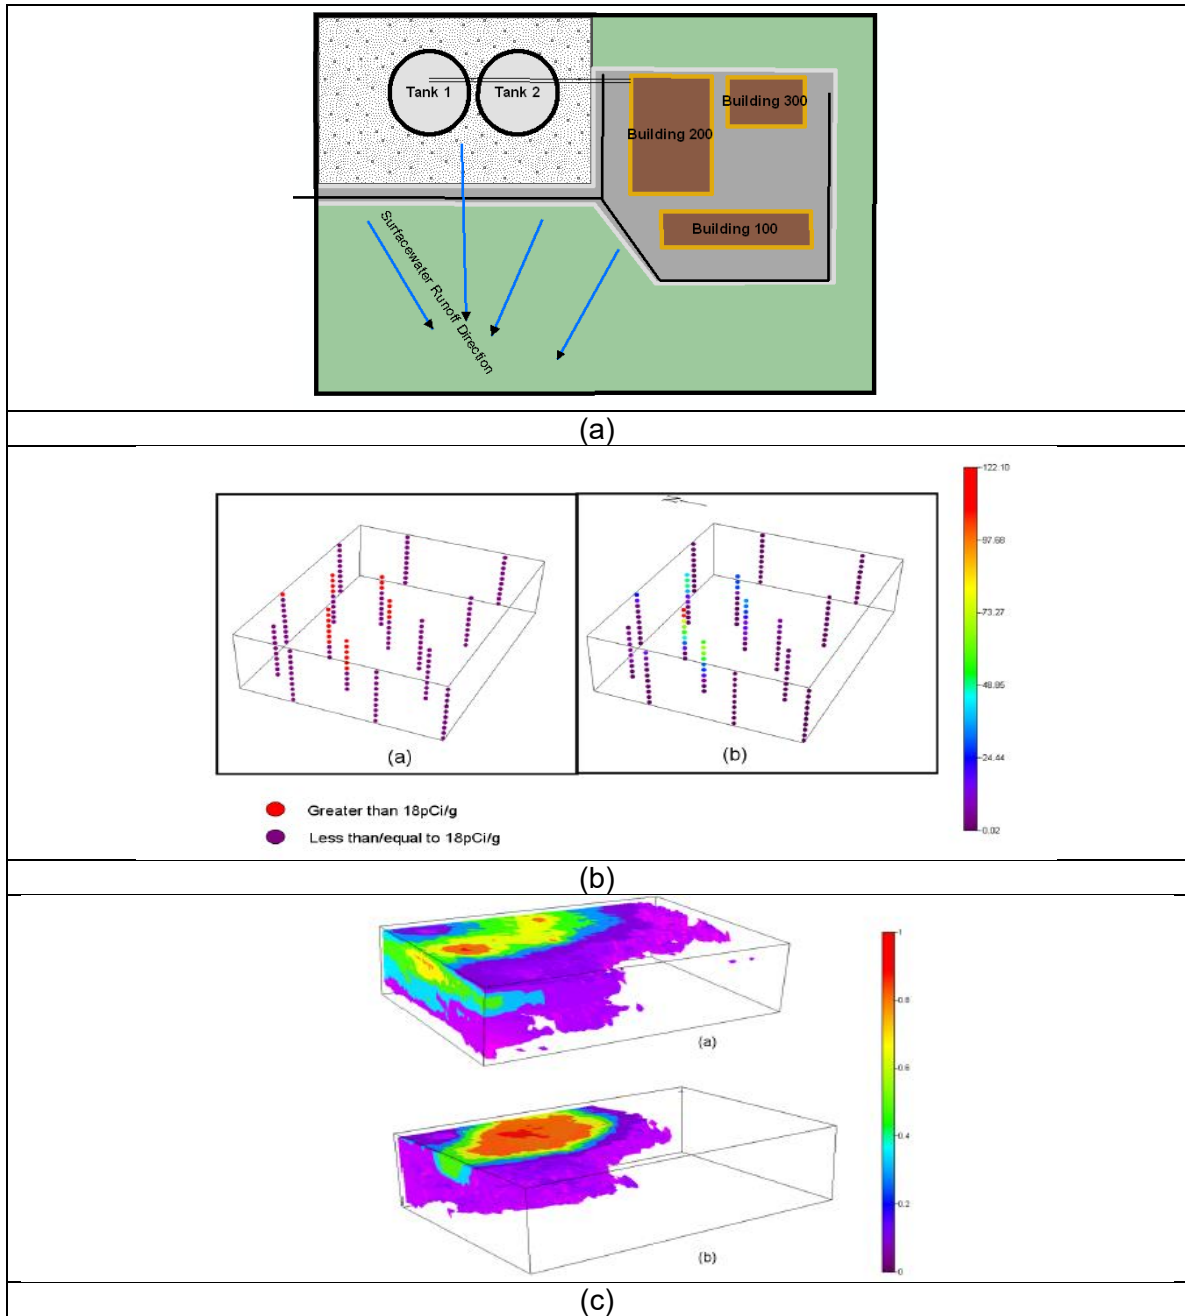 Tank 1
Tank 2
Building 200
Building 300
Building 100
Surfacewater Runoff Direction
(a)
N
122.10
97.68
73.27
48.85
24.44
0.02
(a)
(b)
Greater than 18pCi/g
Less than/equal to 18pCi/g
(b)
1
0.8
0.6
0.4
0.2
0
(a)
(b)
(c)